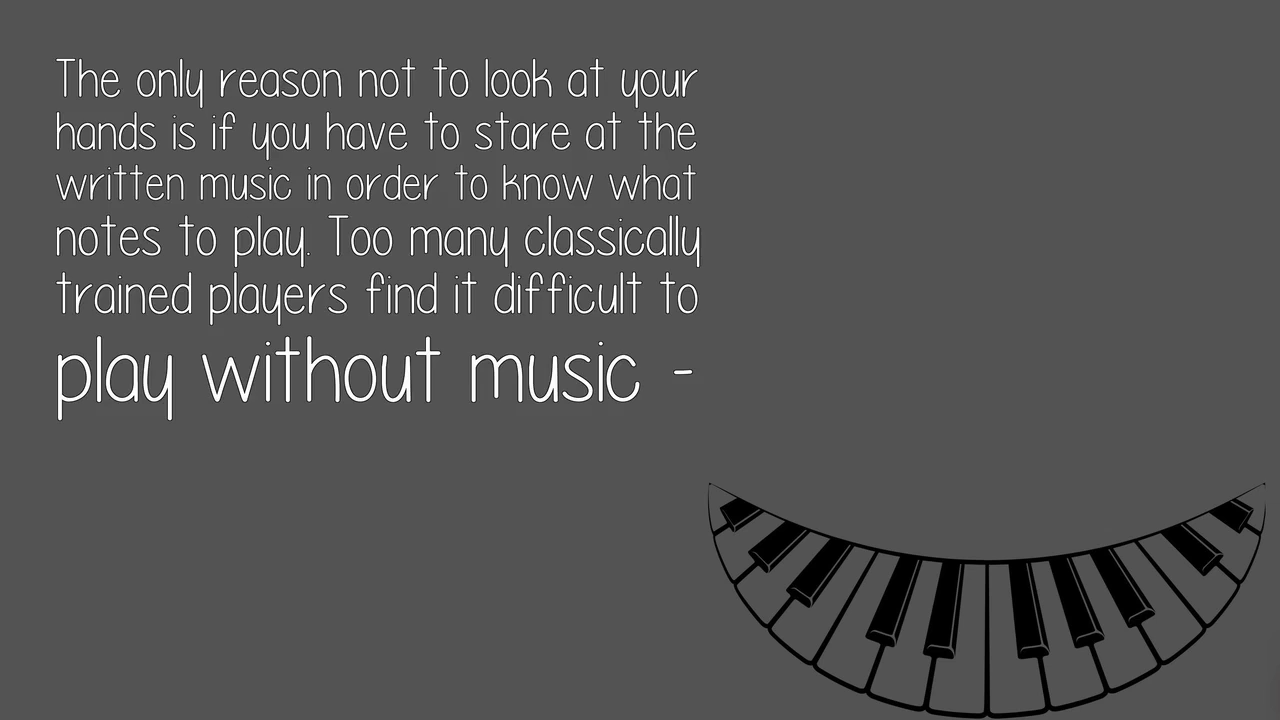 The only reason not to look at your
hands is if you have to stare at the
written music in order to know what
notes to play. Too many classically
trained players find it difficult to
play without music -